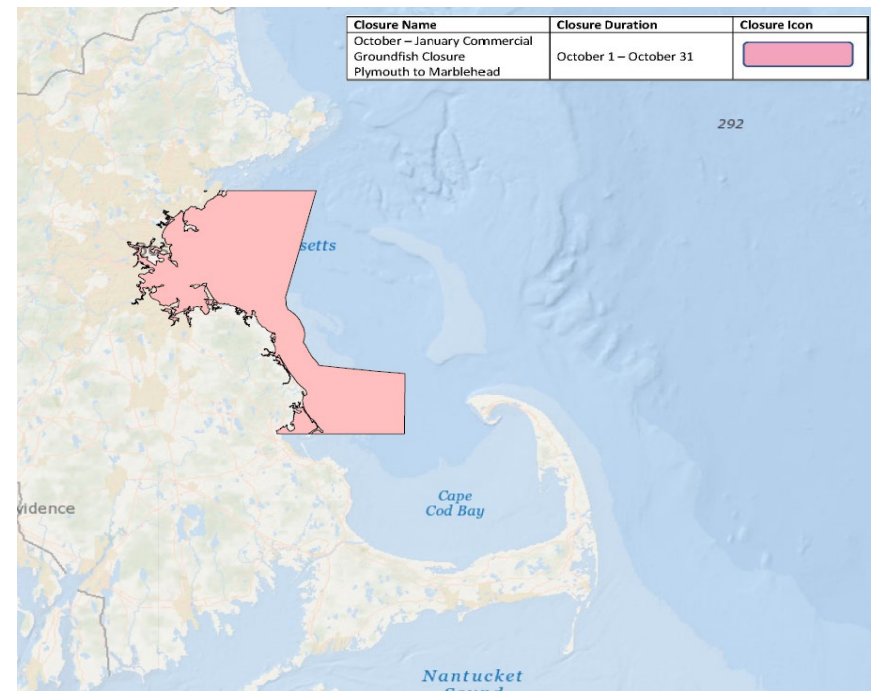 Closure Name Closure Duration Closure Icon
October – January Commercial
Groundfish Closure
Plymouth to Marblehead
October 1 – October 31
292
setts
vidence
Cape
Cod Bay
Nantucket